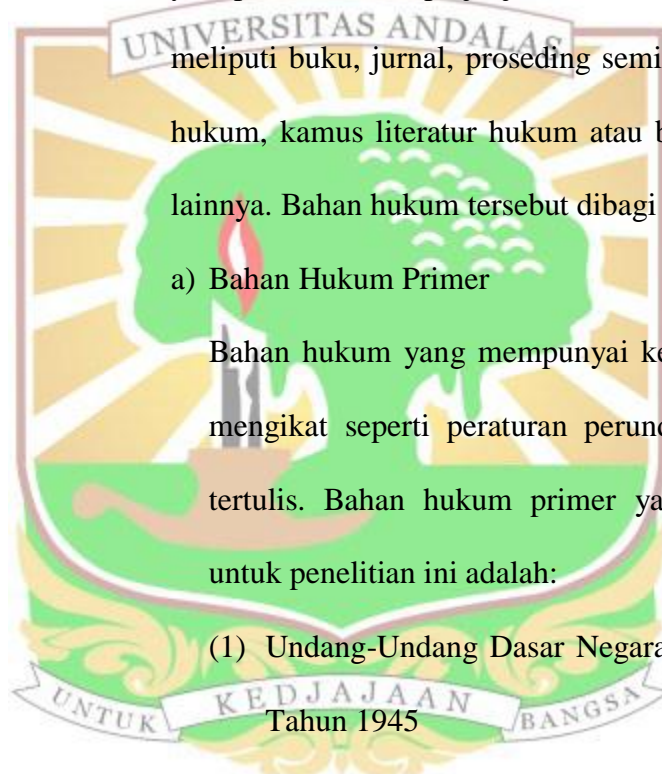 UNIVERSITAS ANDALAS
meliputi buku, jurnal, proseding semi
hukum, kamus literatur hukum atau b
lainnya. Bahan hukum tersebut dibagi
a) Bahan Hukum Primer
Bahan hukum yang mempunyai ke
mengikat seperti peraturan perund
tertulis. Bahan hukum primer ya
untuk penelitian ini adalah:
(1) Undang-Undang Dasar Negara
Tahun 1945
UNTUK KEDJAJAAN BANGSA